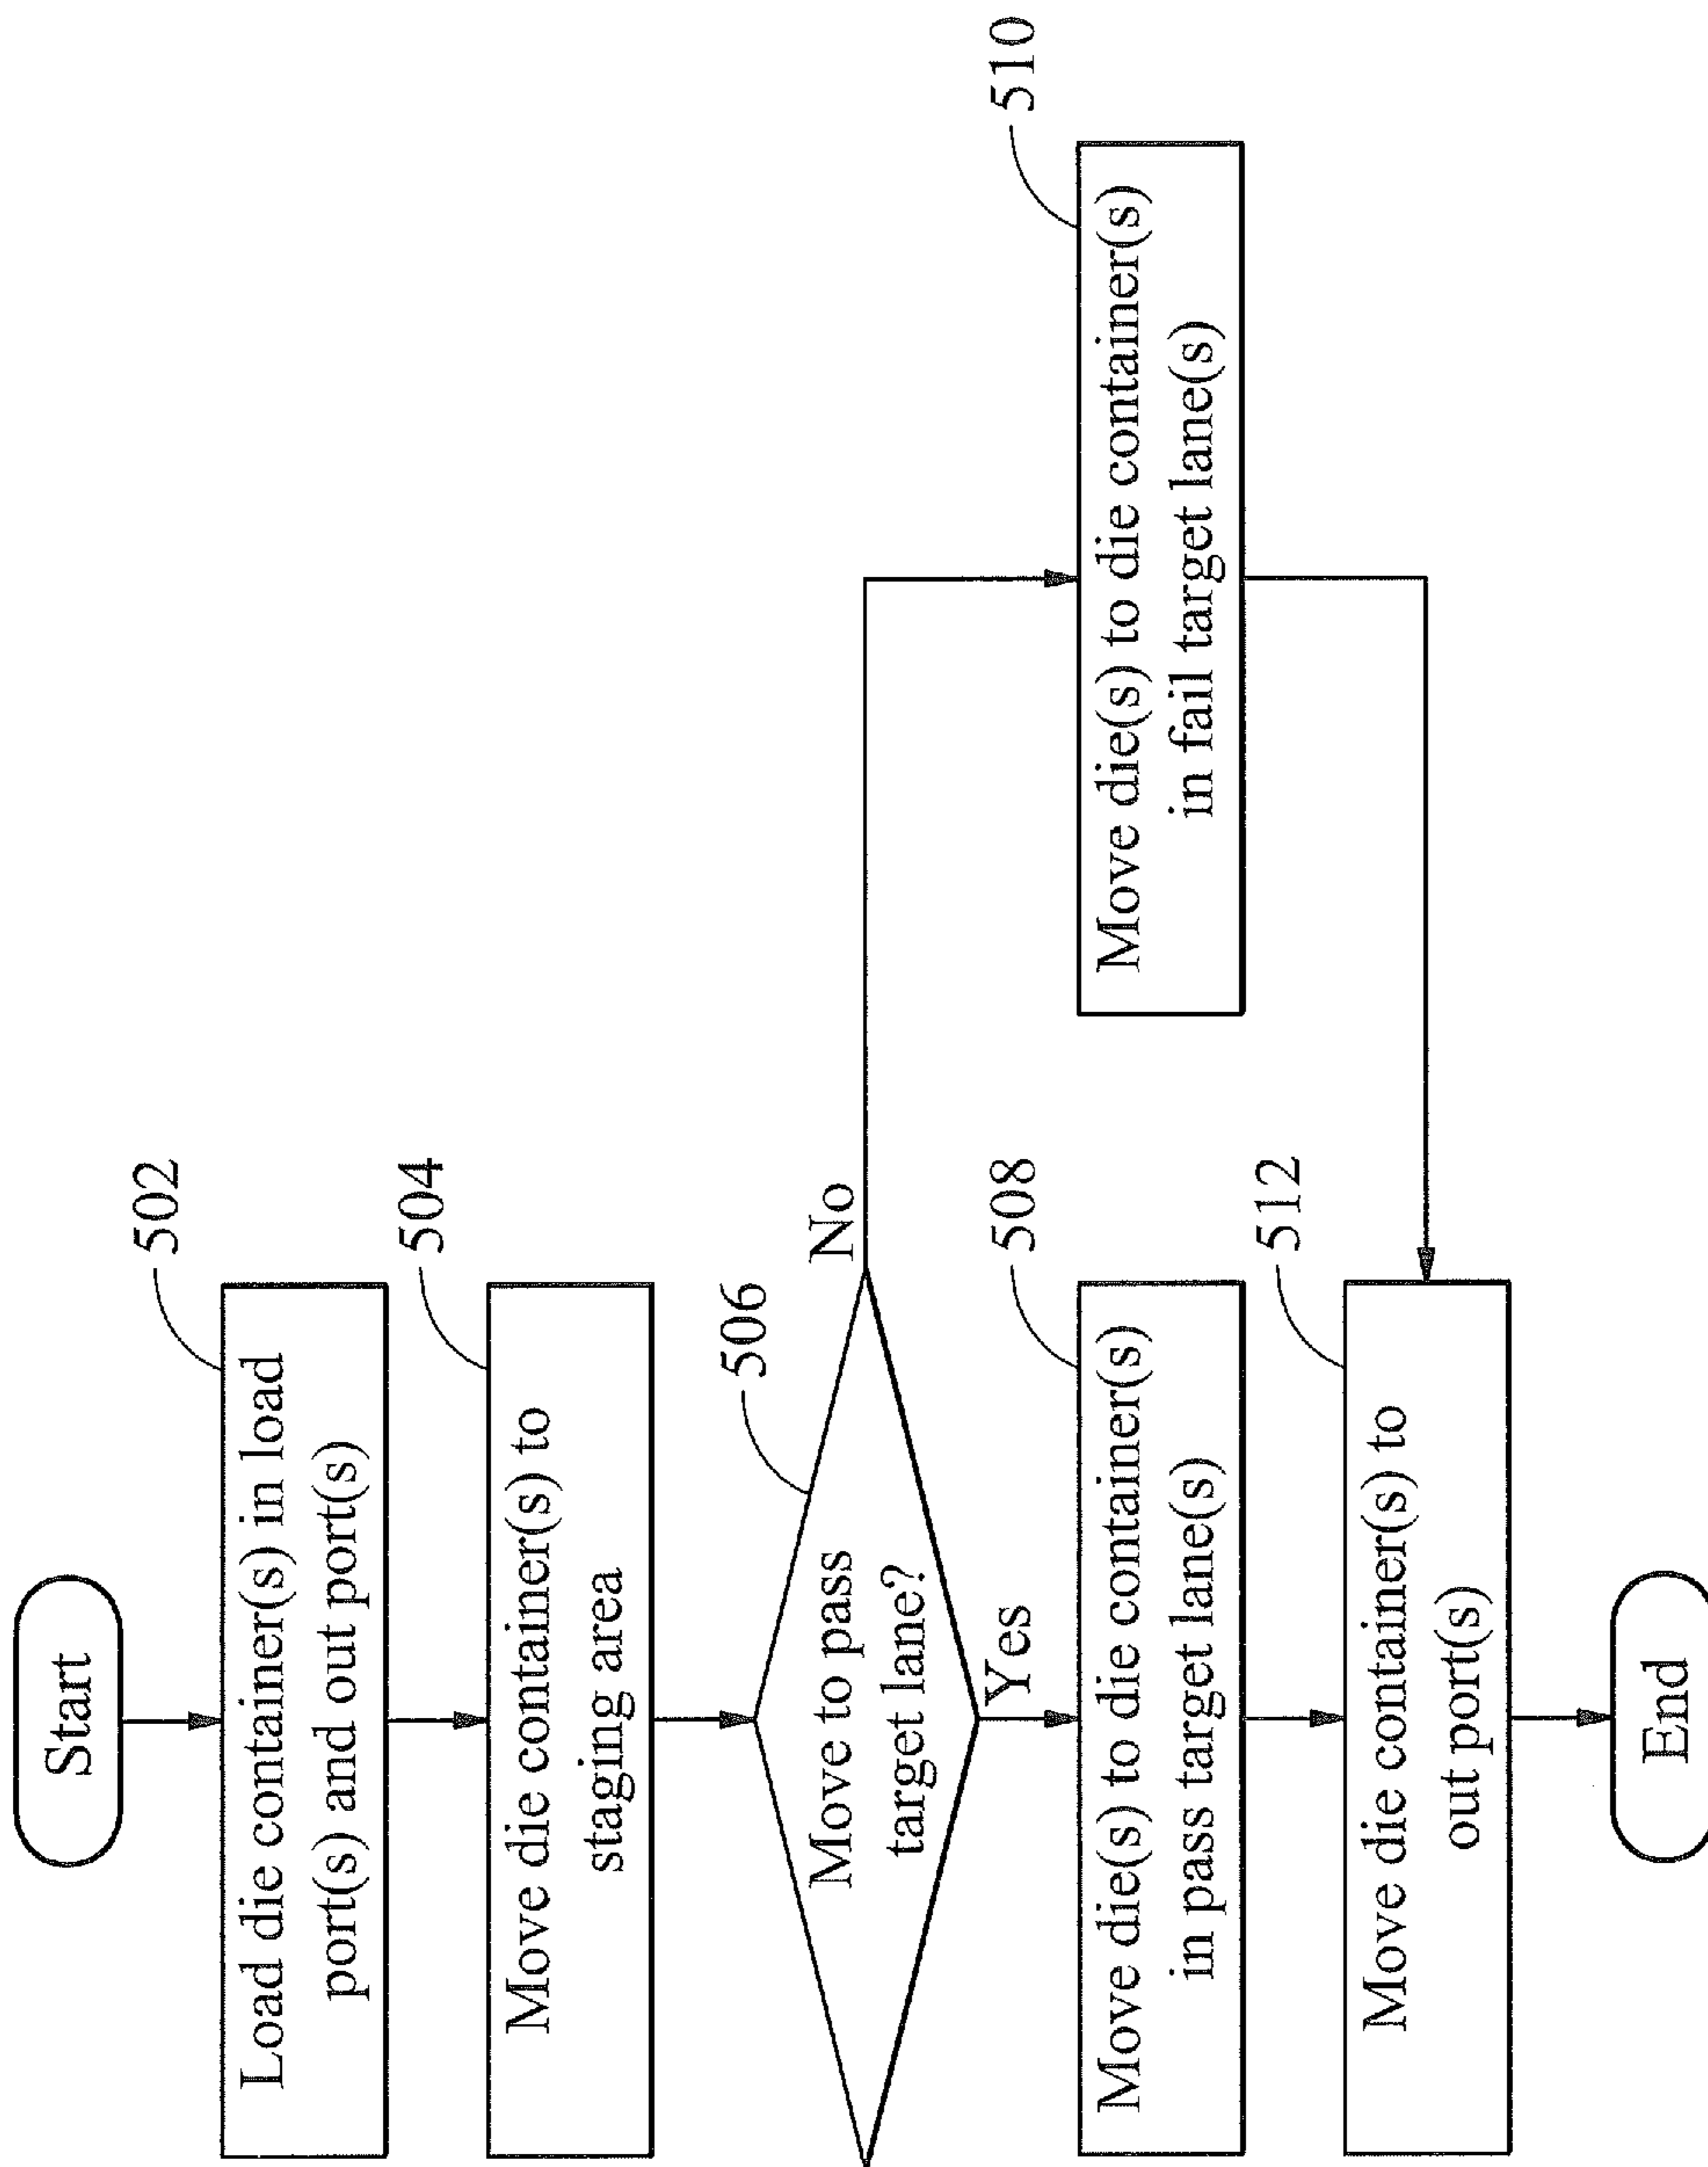 Start
502
Load die container(s) in load
port(s) and out port(s)
504
Move die container(s) to
staging area
506
Move to pass
target lane?
No
Yes
508
Move die(s) to die container(s)
in pass target lane(s)
510
Move die(s) to die container(s)
in fail target lane(s)
512
Move die container(s) to
out port(s)
End